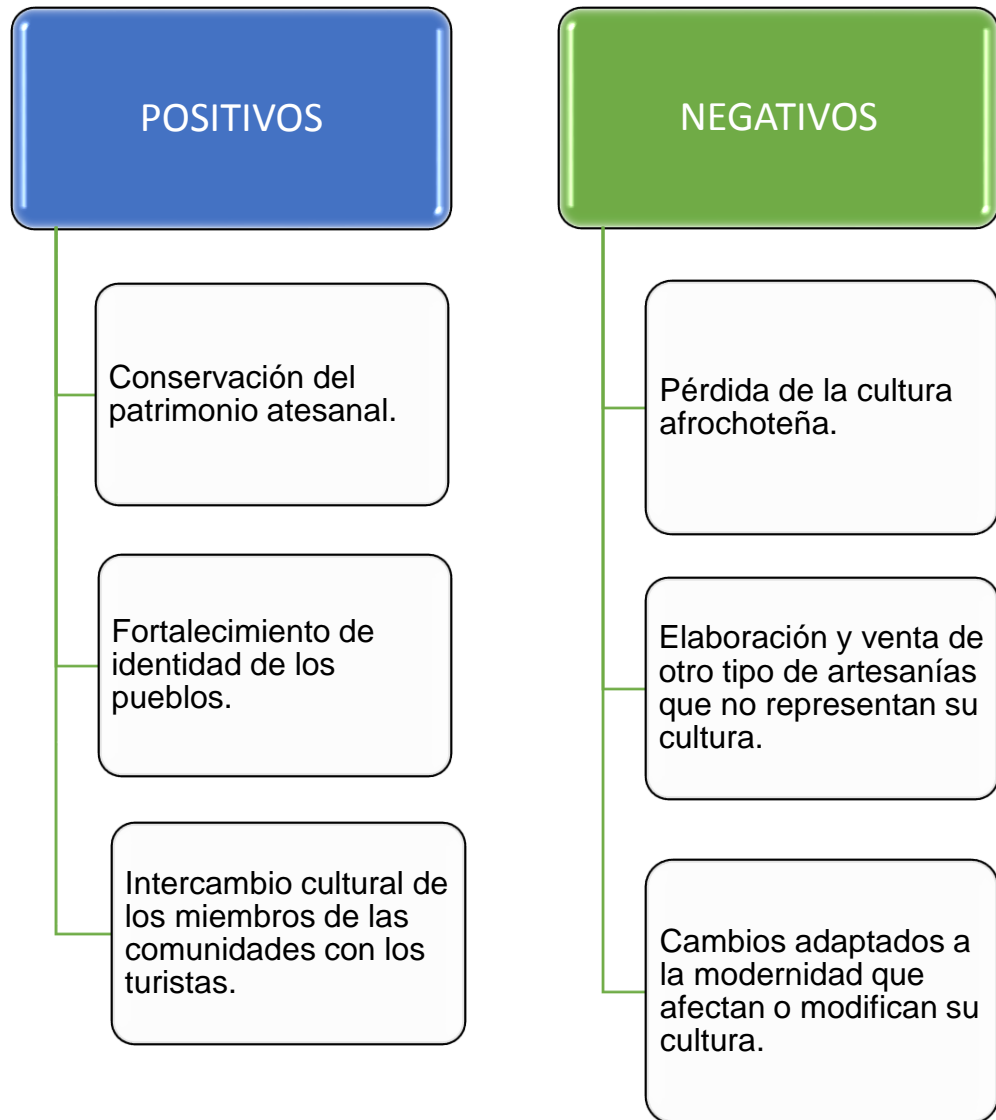 POSITIVOS
Conservación del
patrimonio atesanal.
Fortalecimiento de
identidad de los
pueblos.
Intercambio cultural de
los miembros de las
comunidades con los
turistas.
NEGATIVOS
Pérdida de la cultura
afrochoteña.
Elaboración y venta de
otro tipo de artesanías
que no representan su
cultura.
Cambios adaptados a
la modernidad que
afectan o modifican su
cultura.